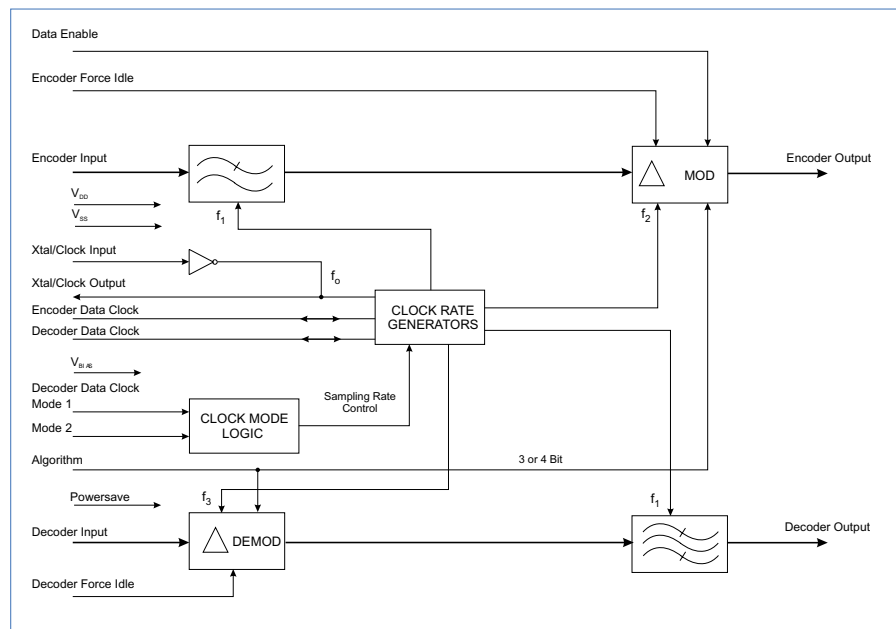 Data Enable
Encoder Force Idle
Encoder Input
Encoder Output
MOD
VDD
VSS
f1
f2
Xtal/Clock Input
fo
Xtal/Clock Output
CLOCK RATE
GENERATORS
Encoder Data Clock
Decoder Data Clock
VBIAS
Decoder Data Clock
Mode 1
Mode 2
CLOCK MODE
LOGIC
Sampling Rate
Control
Algorithm
3 or 4 Bit
Powersave
f3
f1
Decoder Input
DEMOD
Decoder Output
Decoder Force Idle